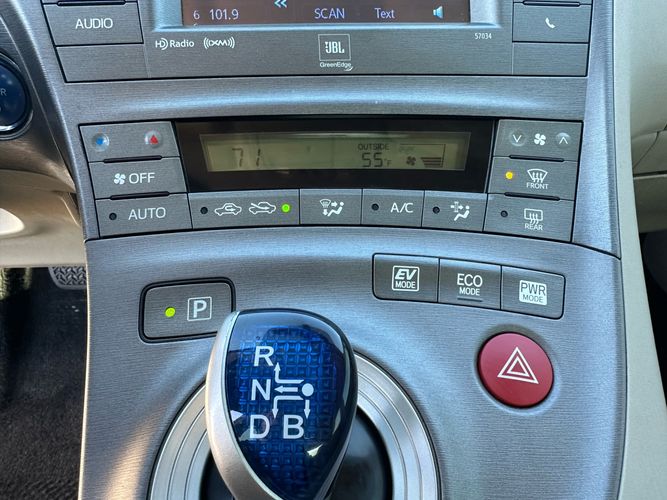 AUDIO
6 101.9 SCAN Text
HD Radio (XM)
JBL
GreenEdge
57034
71
OUTSIDE
55°F
OFF
FRONT
AUTO
A/C
REAR
EV MODE
ECO MODE
PWR MODE
P
R
N
D B